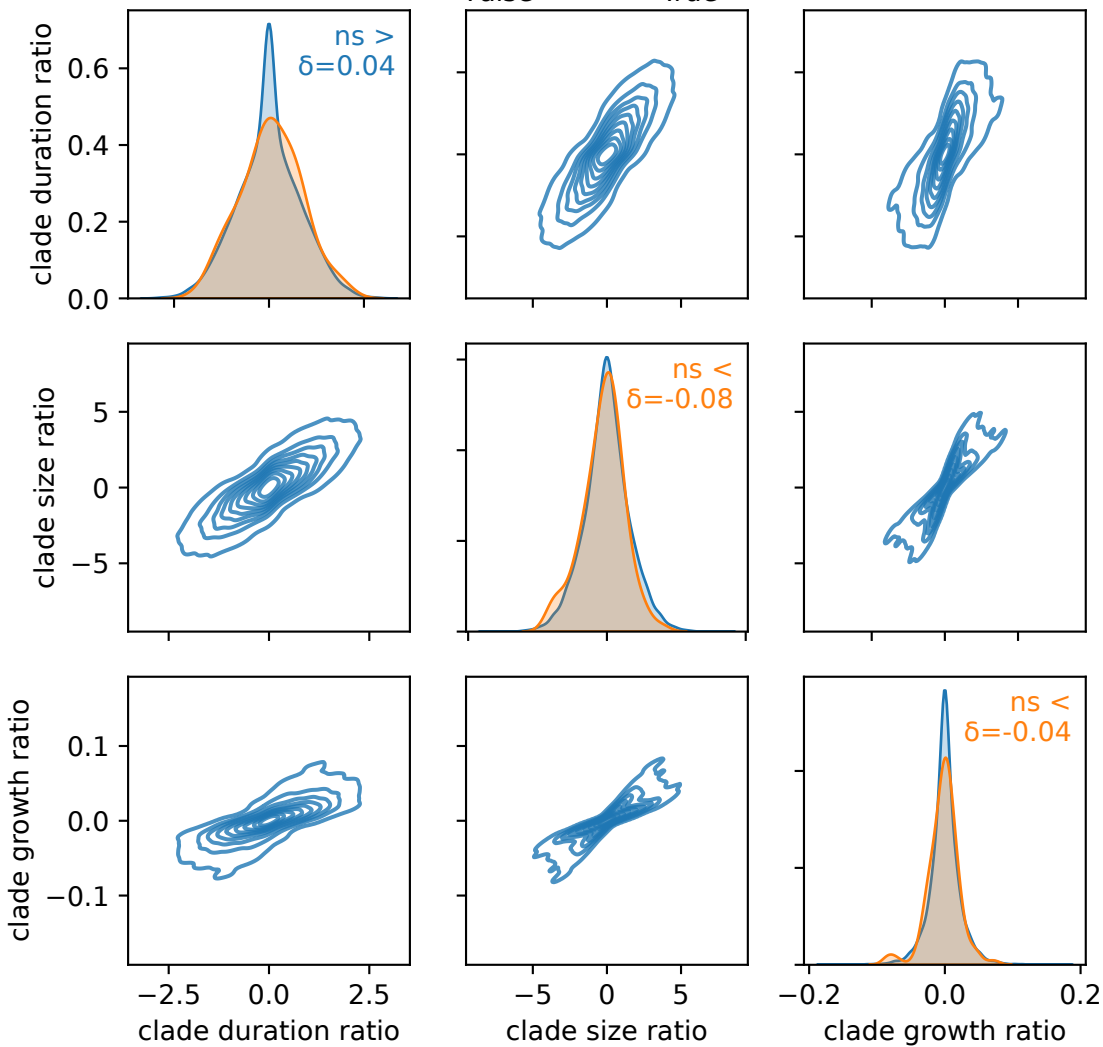 clade duration ratio
0.6
0.4
0.2
0.0
ns >
δ=0.04
clade size ratio
5
0
−5
ns <
δ=-0.08
clade growth ratio
0.1
0.0
−0.1
ns <
δ=-0.04
−2.5 0.0 2.5
clade duration ratio
−5 0 5
clade size ratio
−0.2 0.0 0.2
clade growth ratio